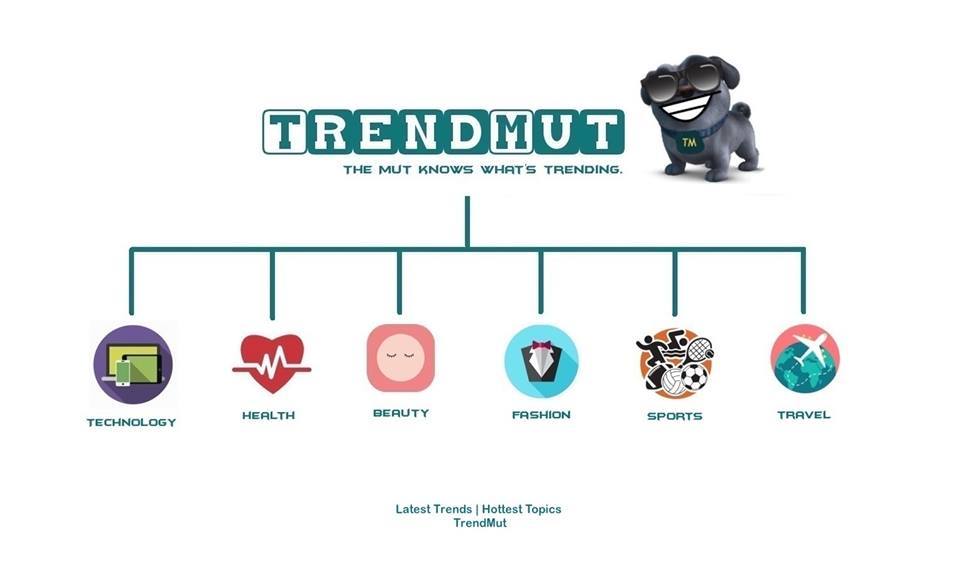 TRENDMUT
THE MUT KNOWS WHAT'S TRENDING.
TM
TECHNOLOGY
HEALTH
BEAUTY
FASHION
SPORTS
TRAVEL
Latest Trends | Hottest Topics
TrendMut